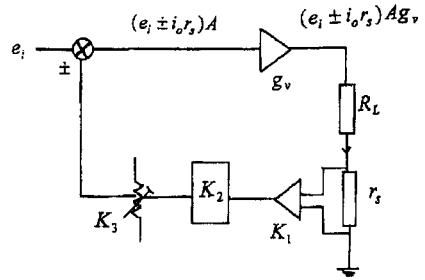 (e_i ± i_o r_s)A
(e_i ± i_o r_s)Ag_v
e_i
±
g_v
R_L
K_3
K_2
K_1
r_s